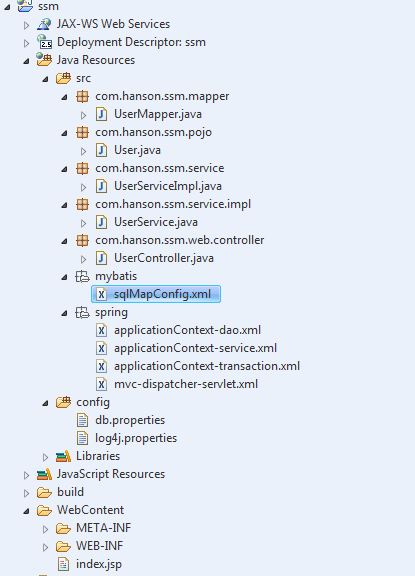 ssm
JAX-WS Web Services
Deployment Descriptor: ssm
Java Resources
src
com.hanson.ssm.mapper
UserMapper.java
com.hanson.ssm.pojo
User.java
com.hanson.ssm.service
UserServiceImpl.java
com.hanson.ssm.service.impl
UserService.java
com.hanson.ssm.web.controller
UserController.java
mybatis
sqlMapConfig.xml
spring
applicationContext-dao.xml
applicationContext-service.xml
applicationContext-transaction.xml
mvc-dispatcher-servlet.xml
config
db.properties
log4j.properties
Libraries
JavaScript Resources
build
WebContent
META-INF
WEB-INF
index.jsp